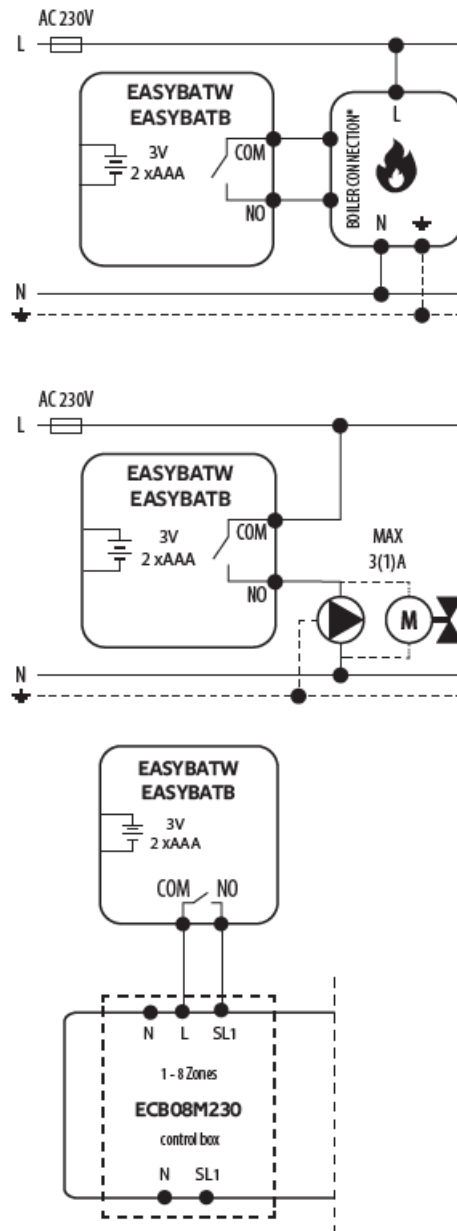 AC 230V
L
EASYBATW
EASYBATB
3V
2 xAAA
COM
NO
BOILER CONNECTION*
L
N
N
AC 230V
L
EASYBATW
EASYBATB
3V
2 xAAA
COM
NO
MAX
3(1)A
M
N
EASYBATW
EASYBATB
3V
2 xAAA
COM NO
N L SL1
1 - 8 Zones
ECB08M230
control box
N SL1